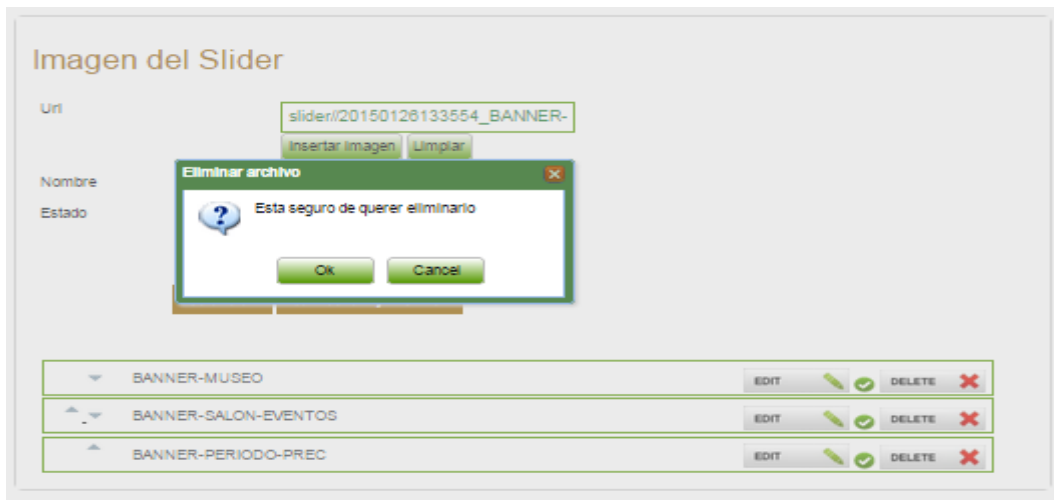 Imagen del Slider
Url
slider//20150126133554_BANNER-
Insertar Imagen Limpiar
Eliminar archivo
Nombre
Esta seguro de querer eliminarlo
Estado
Ok Cancel
BANNER-MUSEO EDIT DELETE
BANNER-SALON-EVENTOS EDIT DELETE
BANNER-PERIODO-PREC EDIT DELETE